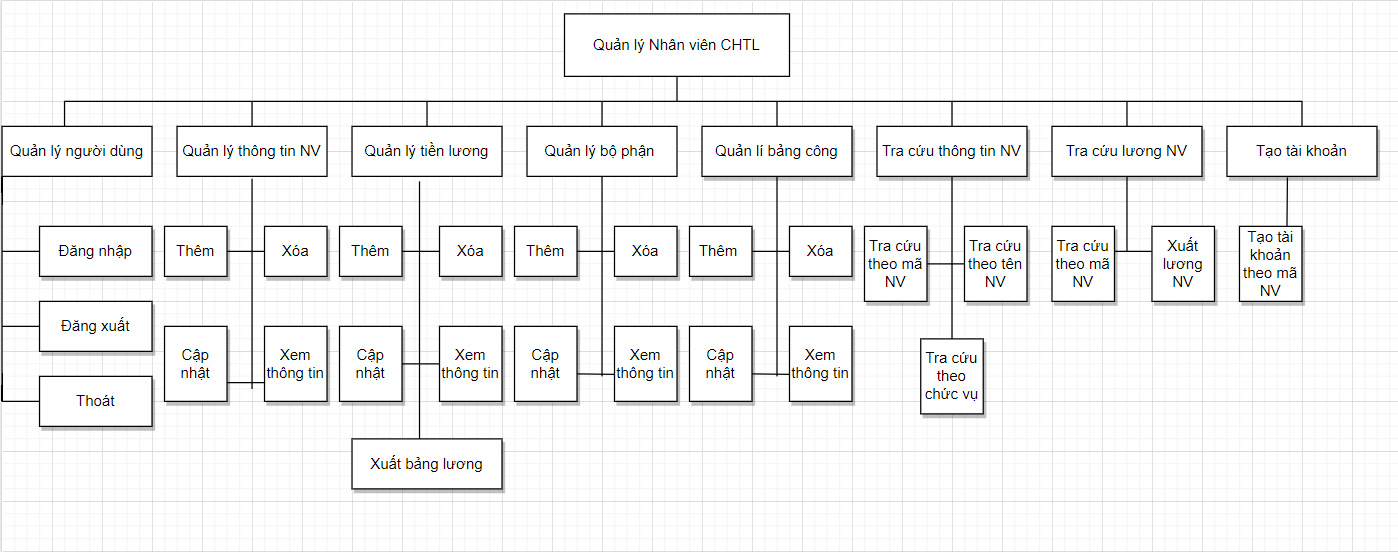 Quản lý Nhân viên CHTL
Quản lý người dùng
Quản lý thông tin NV
Quản lý tiền lương
Quản lý bộ phận
Quản lí bảng công
Tra cứu thông tin NV
Tra cứu lương NV
Tạo tài khoản
Đăng nhập
Đăng xuất
Thoát
Thêm
Xóa
Cập
nhật
Xem
thông tin
Thêm
Xóa
Cập
nhật
Xem
thông tin
Xuất bảng lương
Thêm
Xóa
Cập
nhật
Xem
thông tin
Thêm
Xóa
Cập
nhật
Xem
thông tin
Tra cứu
theo mã
NV
Tra cứu
theo tên
NV
Tra cứu
theo
chức vụ
Tra cứu
theo mã
NV
Xuất
lương
NV
Tạo tài
khoản
theo mã
NV